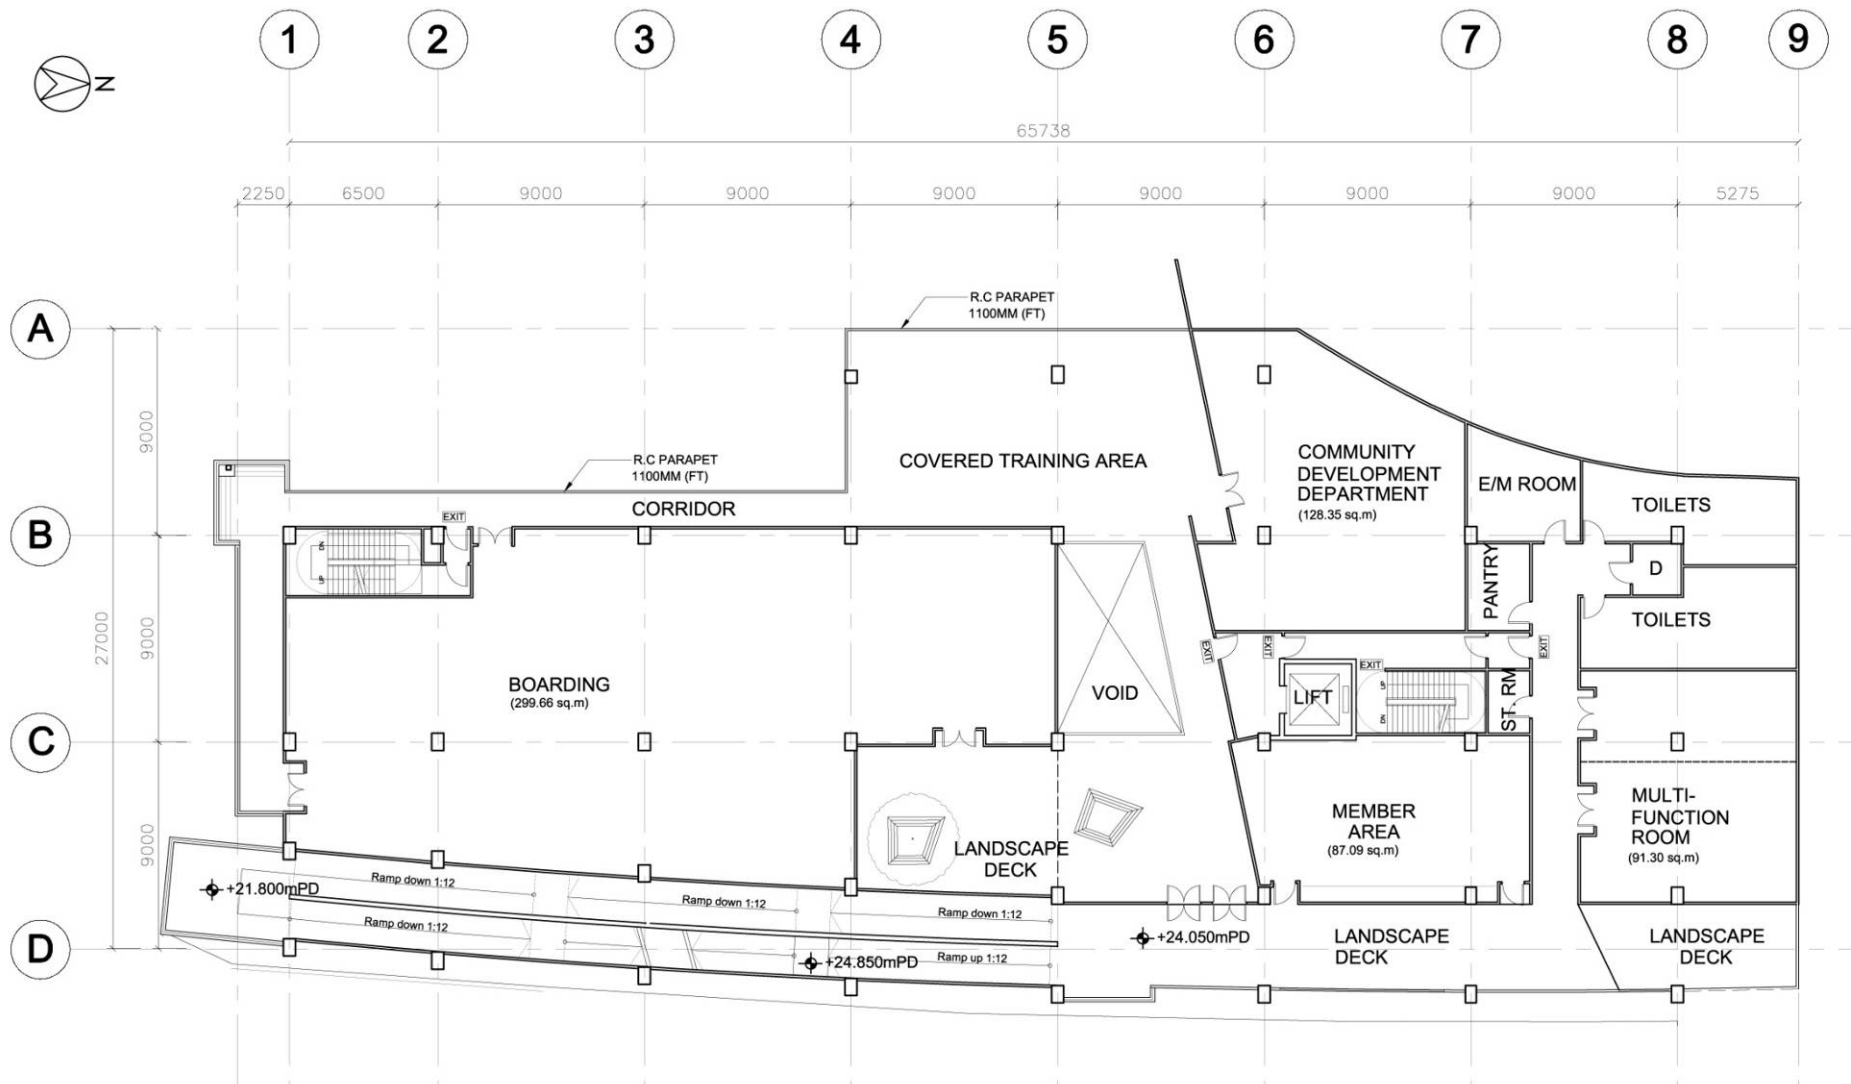 1 2 3 4 5 6 7 8 9
N
65738
2250 6500 9000 9000 9000 9000 9000 9000 5275
A
R.C PARAPET
1100MM (FT)
9000
R.C PARAPET
1100MM (FT)
COVERED TRAINING AREA
COMMUNITY
DEVELOPMENT
DEPARTMENT
(128.35 sq.m)
E/M ROOM
TOILETS
CORRIDOR
EXIT
B
DN
UP
PANTRY
D
TOILETS
27000
9000
EXIT
EXIT
EXIT
EXIT
BOARDING
(299.66 sq.m)
VOID
LIFT
UP
DN
ST. RM
C
9000
MEMBER
AREA
(87.09 sq.m)
MULTI-
FUNCTION
ROOM
(91.30 sq.m)
LANDSCAPE
DECK
Ramp down 1:12
+21.800mPD
Ramp down 1:12
Ramp down 1:12
Ramp down 1:12
D
+24.050mPD
LANDSCAPE
DECK
LANDSCAPE
DECK
+24.850mPD
Ramp up 1:12